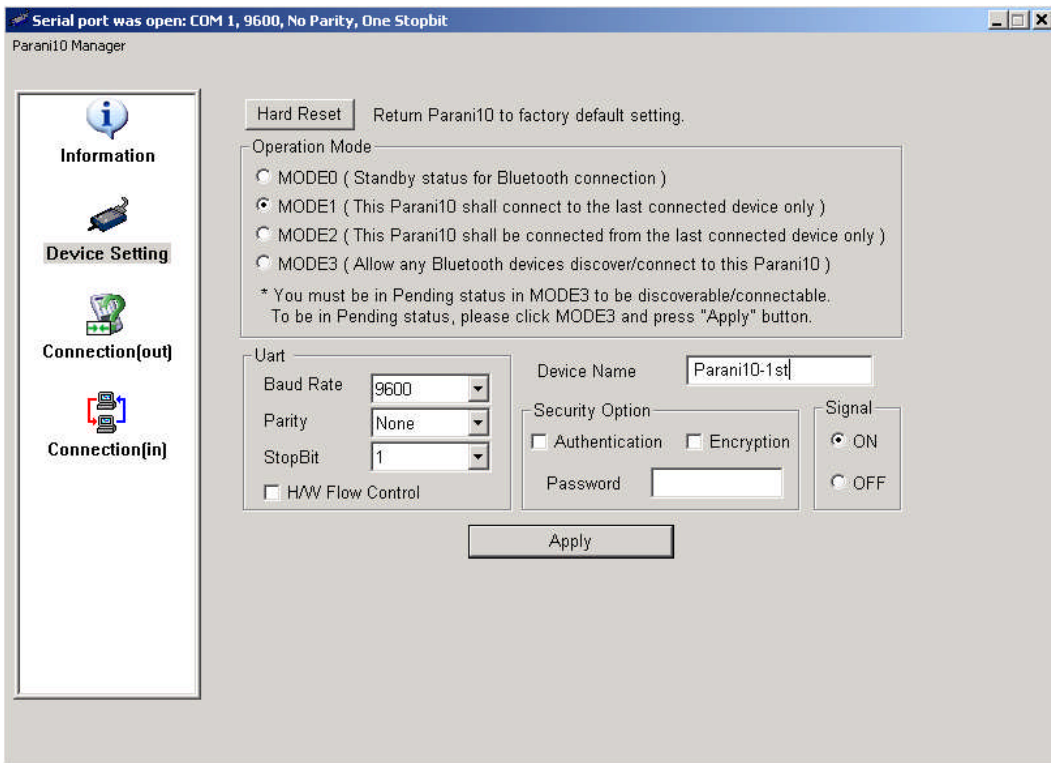 Serial port was open: COM 1, 9600, No Parity, One Stopbit
Parani10 Manager
Information
Device Setting
Connection(out)
Connection(in)
Hard Reset Return Parani10 to factory default setting.
Operation Mode
MODE0 ( Standby status for Bluetooth connection )
MODE1 ( This Parani10 shall connect to the last connected device only )
MODE2 ( This Parani10 shall be connected from the last connected device only )
MODE3 ( Allow any Bluetooth devices discover/connect to this Parani10 )
* You must be in Pending status in MODE3 to be discoverable/connectable.
To be in Pending status, please click MODE3 and press "Apply" button.
Uart
Baud Rate 9600
Parity None
StopBit 1
H/W Flow Control
Device Name Parani10-1st
Security Option
Authentication Encryption
Password
Signal
ON
OFF
Apply